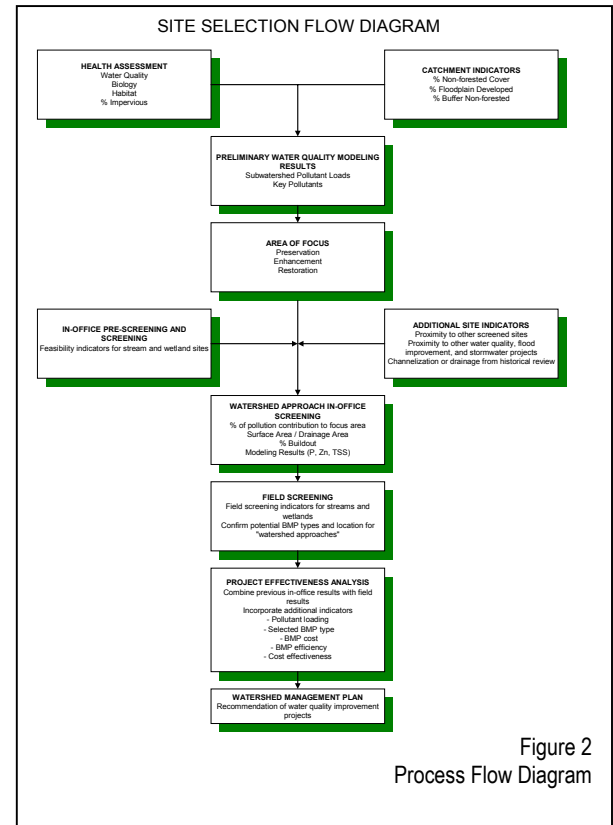 SITE SELECTION FLOW DIAGRAM
HEALTH ASSESSMENT
Water Quality
Biology
Habitat
% Impervious
CATCHMENT INDICATORS
% Non-forested Cover
% Floodplain Developed
% Buffer Non-forested
PRELIMINARY WATER QUALITY MODELING
RESULTS
Subwatershed Pollutant Loads
Key Pollutants
AREA OF FOCUS
Preservation
Enhancement
Restoration
IN-OFFICE PRE-SCREENING AND
SCREENING
Feasibility indicators for stream and wetland sites
ADDITIONAL SITE INDICATORS
Proximity to other screened sites
Proximity to other water quality, flood
improvement, and stormwater projects
Channelization or drainage from historical review
WATERSHED APPROACH IN-OFFICE
SCREENING
% of pollution contribution to focus area
Surface Area / Drainage Area
% Buildout
Modeling Results (P, Zn, TSS)
FIELD SCREENING
Field screening indicators for streams and
wetlands
Confirm potential BMP types and location for
"watershed approaches"
PROJECT EFFECTIVENESS ANALYSIS
Combine previous in-office results with field
results
Incorporate additional indicators
- Pollutant loading
- Selected BMP type
- BMP cost
- BMP efficiency
- Cost effectiveness
WATERSHED MANAGEMENT PLAN
Recommendation of water quality improvement
projects
Figure 2
Process Flow Diagram